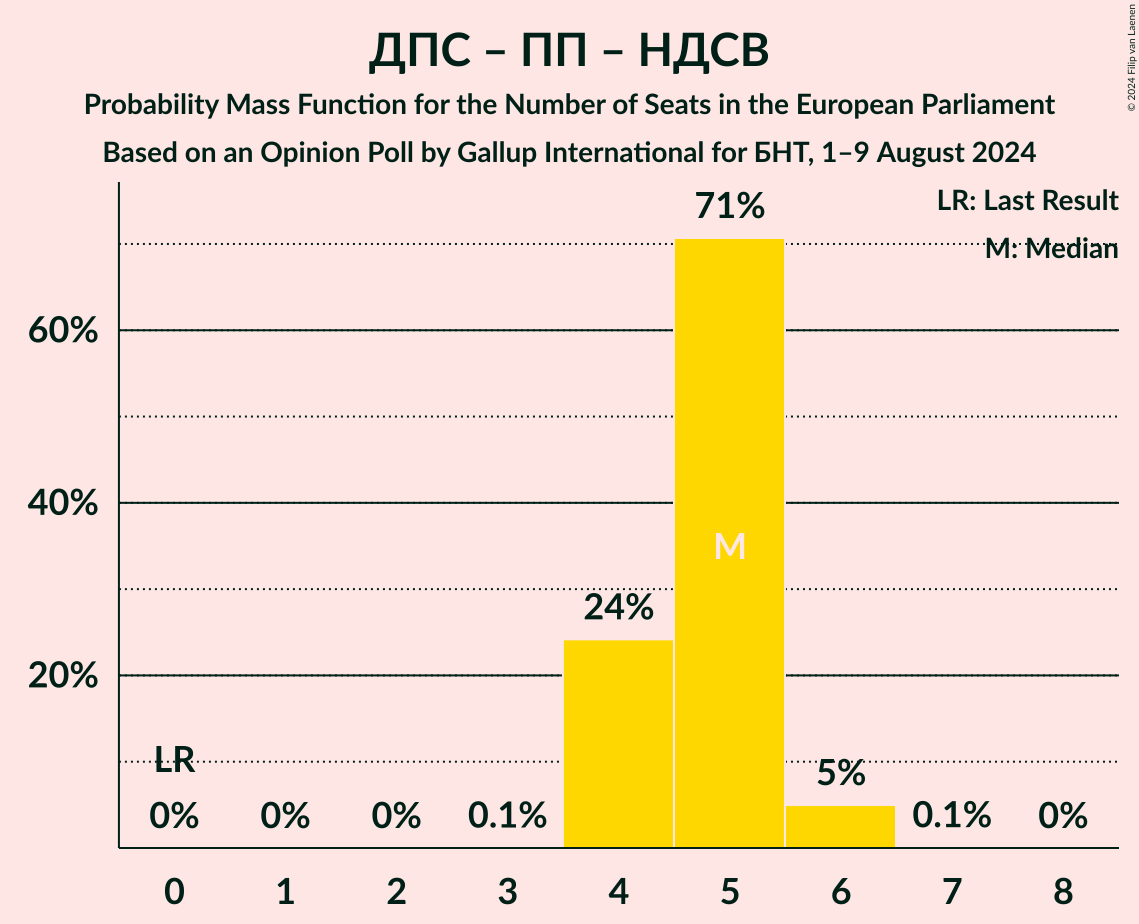 ДПС – ПП – НДСВ
Probability Mass Function for the Number of Seats in the European Parliament
Based on an Opinion Poll by Gallup International for БНТ, 1–9 August 2024
© 2024 Filip van Laenen
LR: Last Result
M: Median
60%
40%
20%
71%
M
24%
LR
5%
0%
0%
0%
0.1%
0.1%
0%
0
1
2
3
4
5
6
7
8